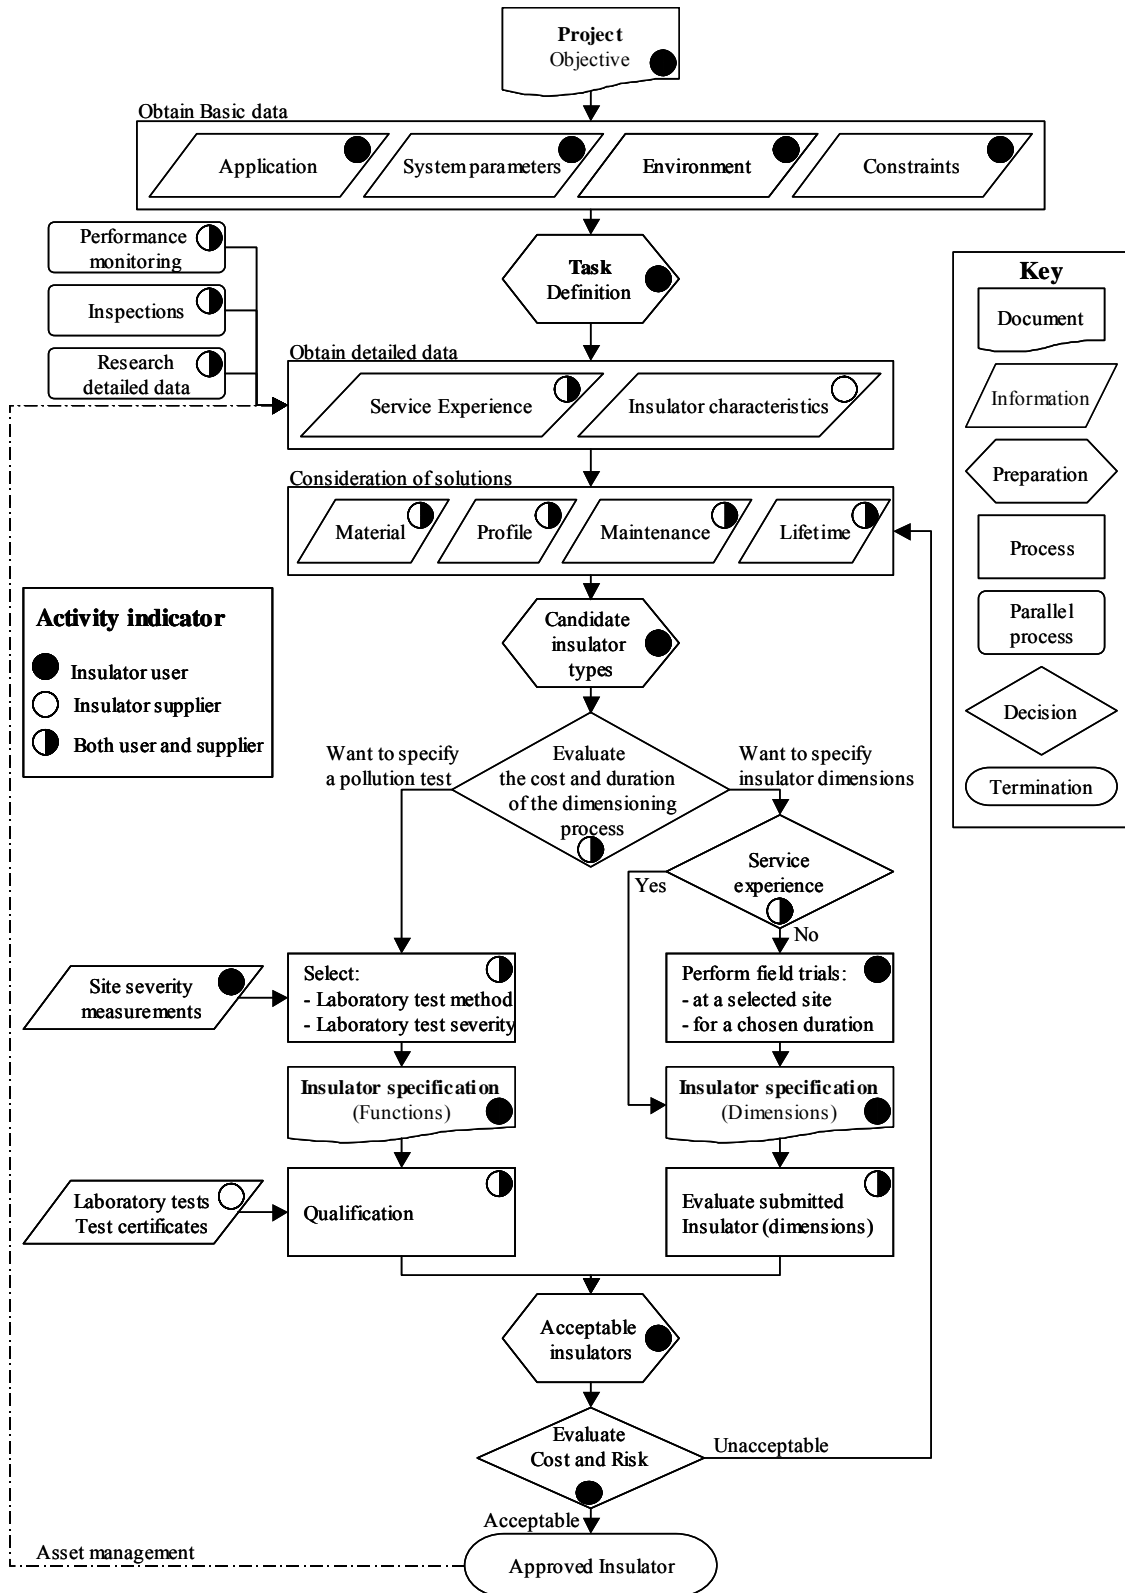 Project
Objective
Obtain Basic data
Application
System parameters
Environment
Constraints
Performance
monitoring
Inspections
Research
detailed data
Task
Definition
Obtain detailed data
Service Experience
Insulator characteristics
Consideration of solutions
Material
Profile
Maintenance
Lifetime
Key
Document
Information
Preparation
Process
Parallel
process
Decision
Termination
Activity indicator
Insulator user
Insulator supplier
Both user and supplier
Candidate
insulator
types
Want to specify
a pollution test
Evaluate
the cost and duration
of the dimensioning
process
Want to specify
insulator dimensions
Service
experience
Yes
No
Site severity
measurements
Select:
- Laboratory test method
- Laboratory test severity
Perform field trials:
- at a selected site
- for a chosen duration
Insulator specification
(Functions)
Insulator specification
(Dimensions)
Laboratory tests
Test certificates
Qualification
Evaluate submitted
Insulator (dimensions)
Acceptable
insulators
Evaluate
Cost and Risk
Unacceptable
Acceptable
Asset management
Approved Insulator